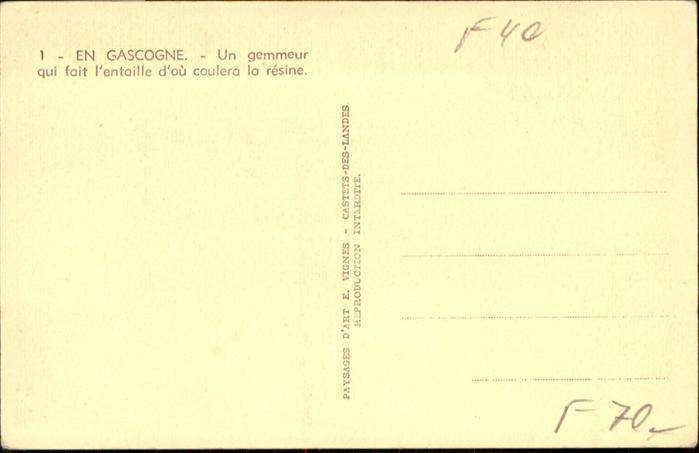 1 - EN GASCOGNE. - Un gemmeur
qui fait l'entaille d'où coulera la résine.
F 40
PAYSAGES D'ART E. VIGNES - CASTETS-DES-LANDES
REPRODUCTION INTERDITE.
F 70,-